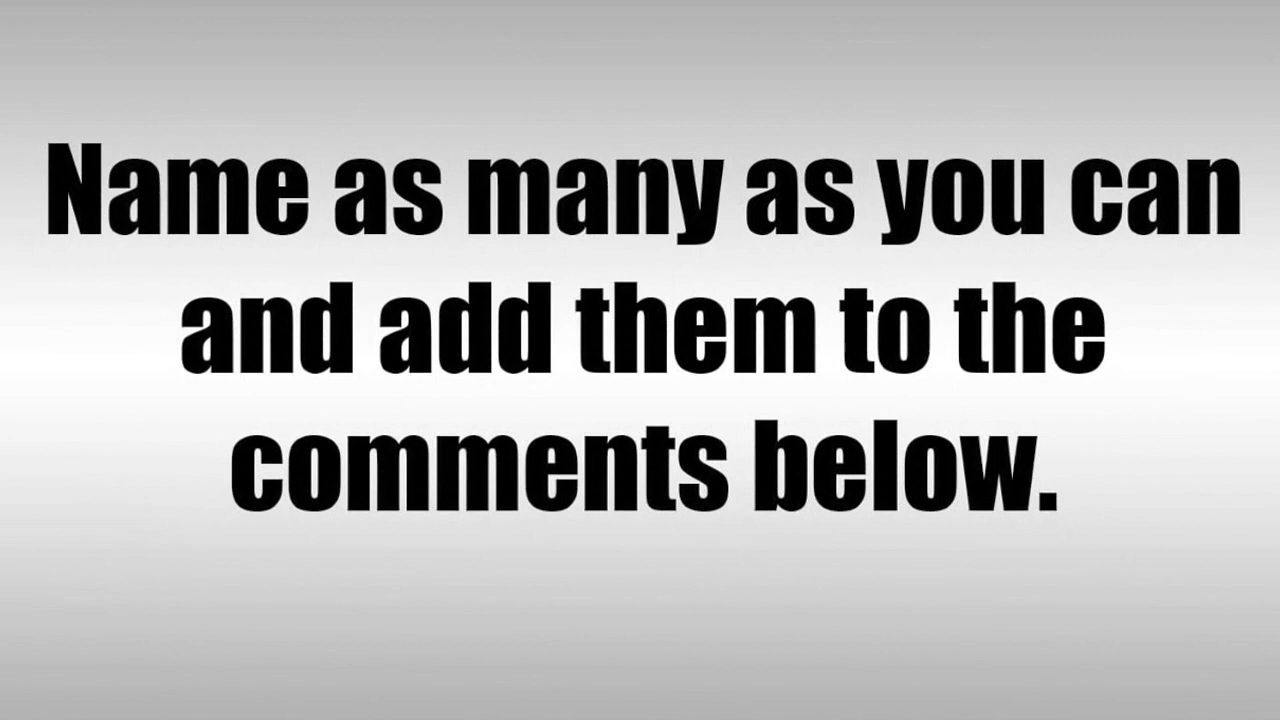 Name as many as you can
and add them to the
comments below.